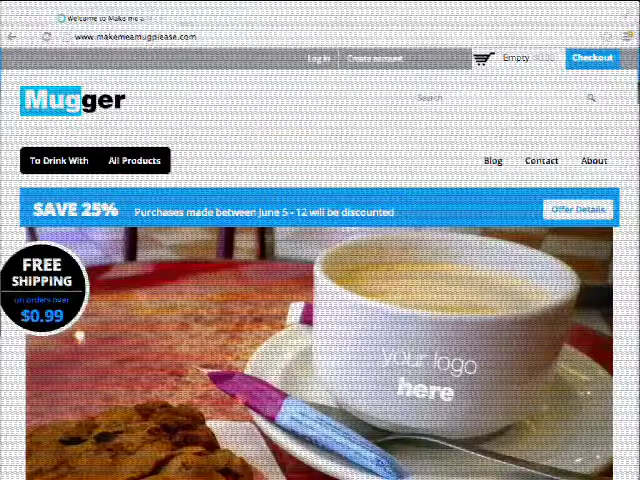 Welcome to Make me a
www.makemeamugplease.com
Log in Create account Empty $0.00 Checkout
Mugger
Search
To Drink With All Products Blog Contact About
SAVE 25% Purchases made between June 5 - 12 will be discounted Offer Details
FREE
SHIPPING
on orders over
$0.99
your logo
here